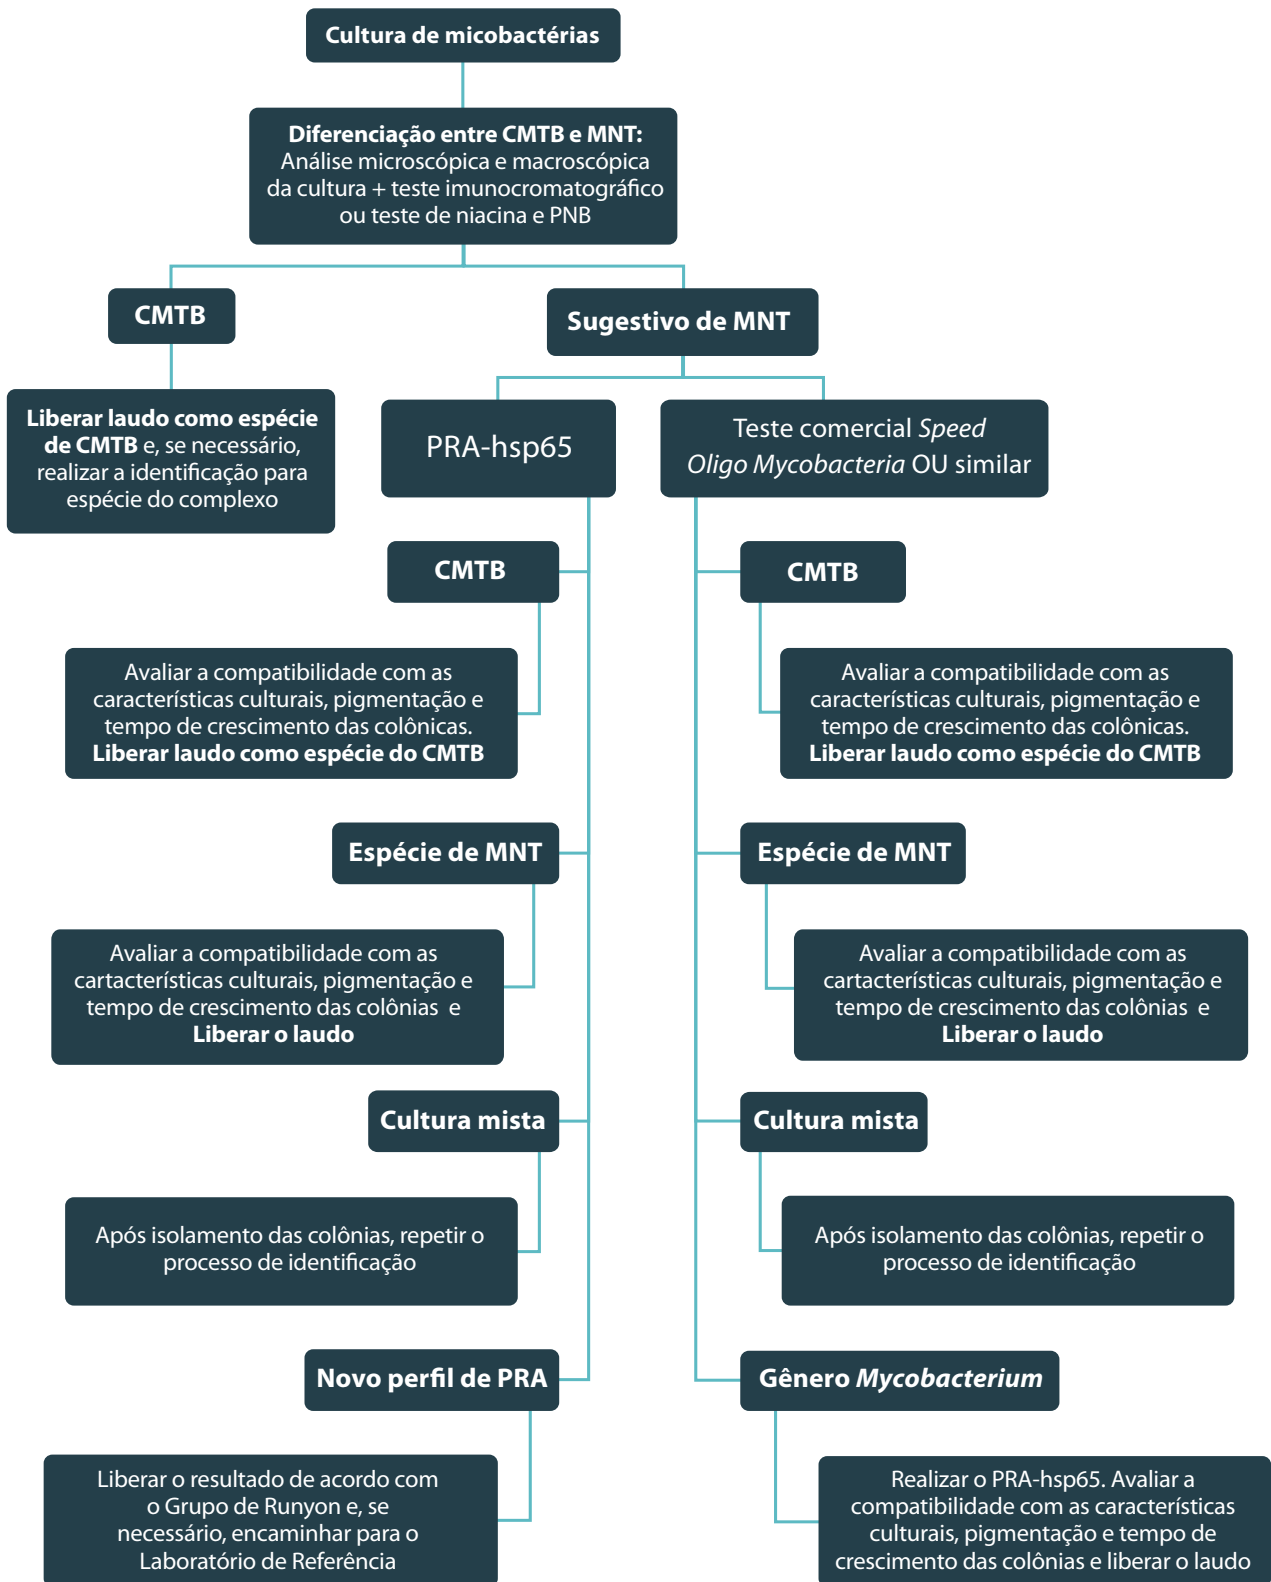 Cultura de micobactérias
Diferenciação entre CMTB e MNT:
Análise microscópica e macroscópica
da cultura + teste imunocromatográfico
ou teste de niacina e PNB
CMTB
Liberar laudo como espécie
de CMTB e, se necessário,
realizar a identificação para
espécie do complexo
Sugestivo de MNT
PRA-hsp65
CMTB
Avaliar a compatibilidade com as
características culturais, pigmentação e
tempo de crescimento das colônicas.
Liberar laudo como espécie do CMTB
Espécie de MNT
Avaliar a compatibilidade com as
cartacterísticas culturais, pigmentação e
tempo de crescimento das colônias e
Liberar o laudo
Cultura mista
Após isolamento das colônias, repetir o
processo de identificação
Novo perfil de PRA
Liberar o resultado de acordo com
o Grupo de Runyon e, se
necessário, encaminhar para o
Laboratório de Referência
Teste comercial Speed
Oligo Mycobacteria OU similar
CMTB
Avaliar a compatibilidade com as
características culturais, pigmentação e
tempo de crescimento das colônicas.
Liberar laudo como espécie do CMTB
Espécie de MNT
Avaliar a compatibilidade com as
cartacterísticas culturais, pigmentação e
tempo de crescimento das colônias e
Liberar o laudo
Cultura mista
Após isolamento das colônias, repetir o
processo de identificação
Gênero Mycobacterium
Realizar o PRA-hsp65. Avaliar a
compatibilidade com as características
culturais, pigmentação e tempo de
crescimento das colônias e liberar o laudo